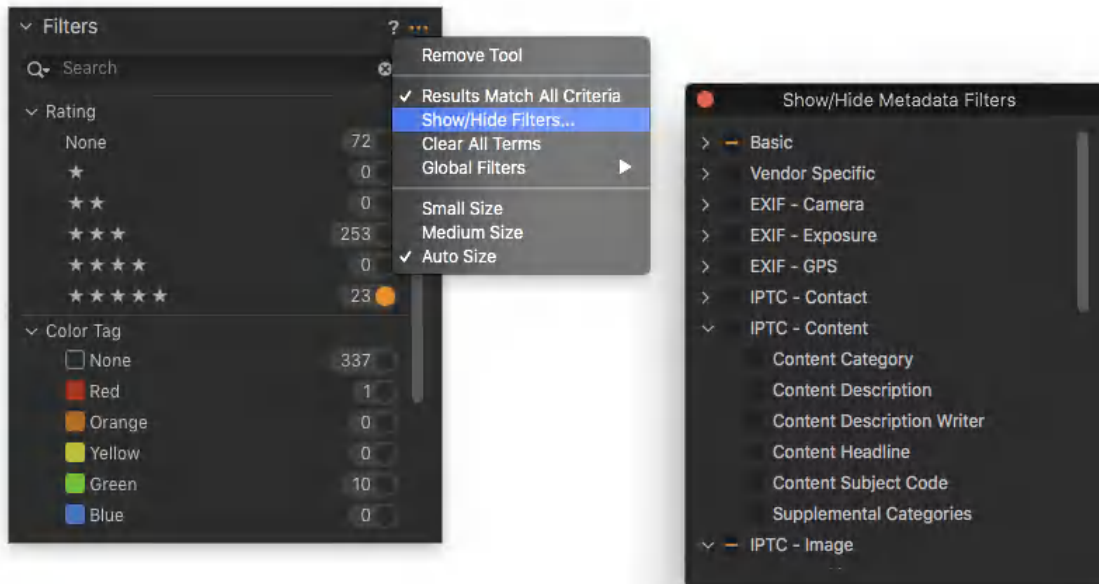 Filters ? ...
Search
Rating
None 72
★ 0
★★ 0
★★★ 253
★★★★ 0
★★★★★ 23
Color Tag
None 337
Red 1
Orange 0
Yellow 0
Green 10
Blue 0
Remove Tool
✓ Results Match All Criteria
Show/Hide Filters...
Clear All Terms
Global Filters ▶
Small Size
Medium Size
✓ Auto Size
Show/Hide Metadata Filters
Basic
Vendor Specific
EXIF - Camera
EXIF - Exposure
EXIF - GPS
IPTC - Contact
IPTC - Content
Content Category
Content Description
Content Description Writer
Content Headline
Content Subject Code
Supplemental Categories
IPTC - Image